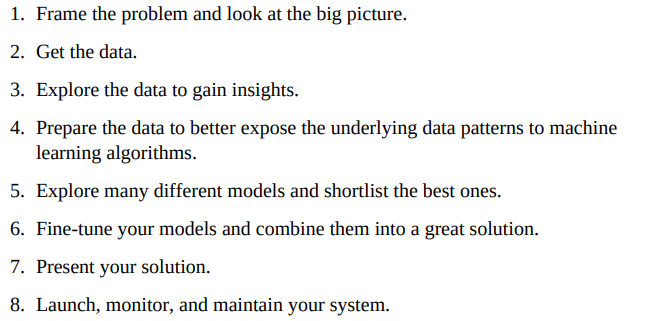 1. Frame the problem and look at the big picture.
2. Get the data.
3. Explore the data to gain insights.
4. Prepare the data to better expose the underlying data patterns to machine
learning algorithms.
5. Explore many different models and shortlist the best ones.
6. Fine-tune your models and combine them into a great solution.
7. Present your solution.
8. Launch, monitor, and maintain your system.